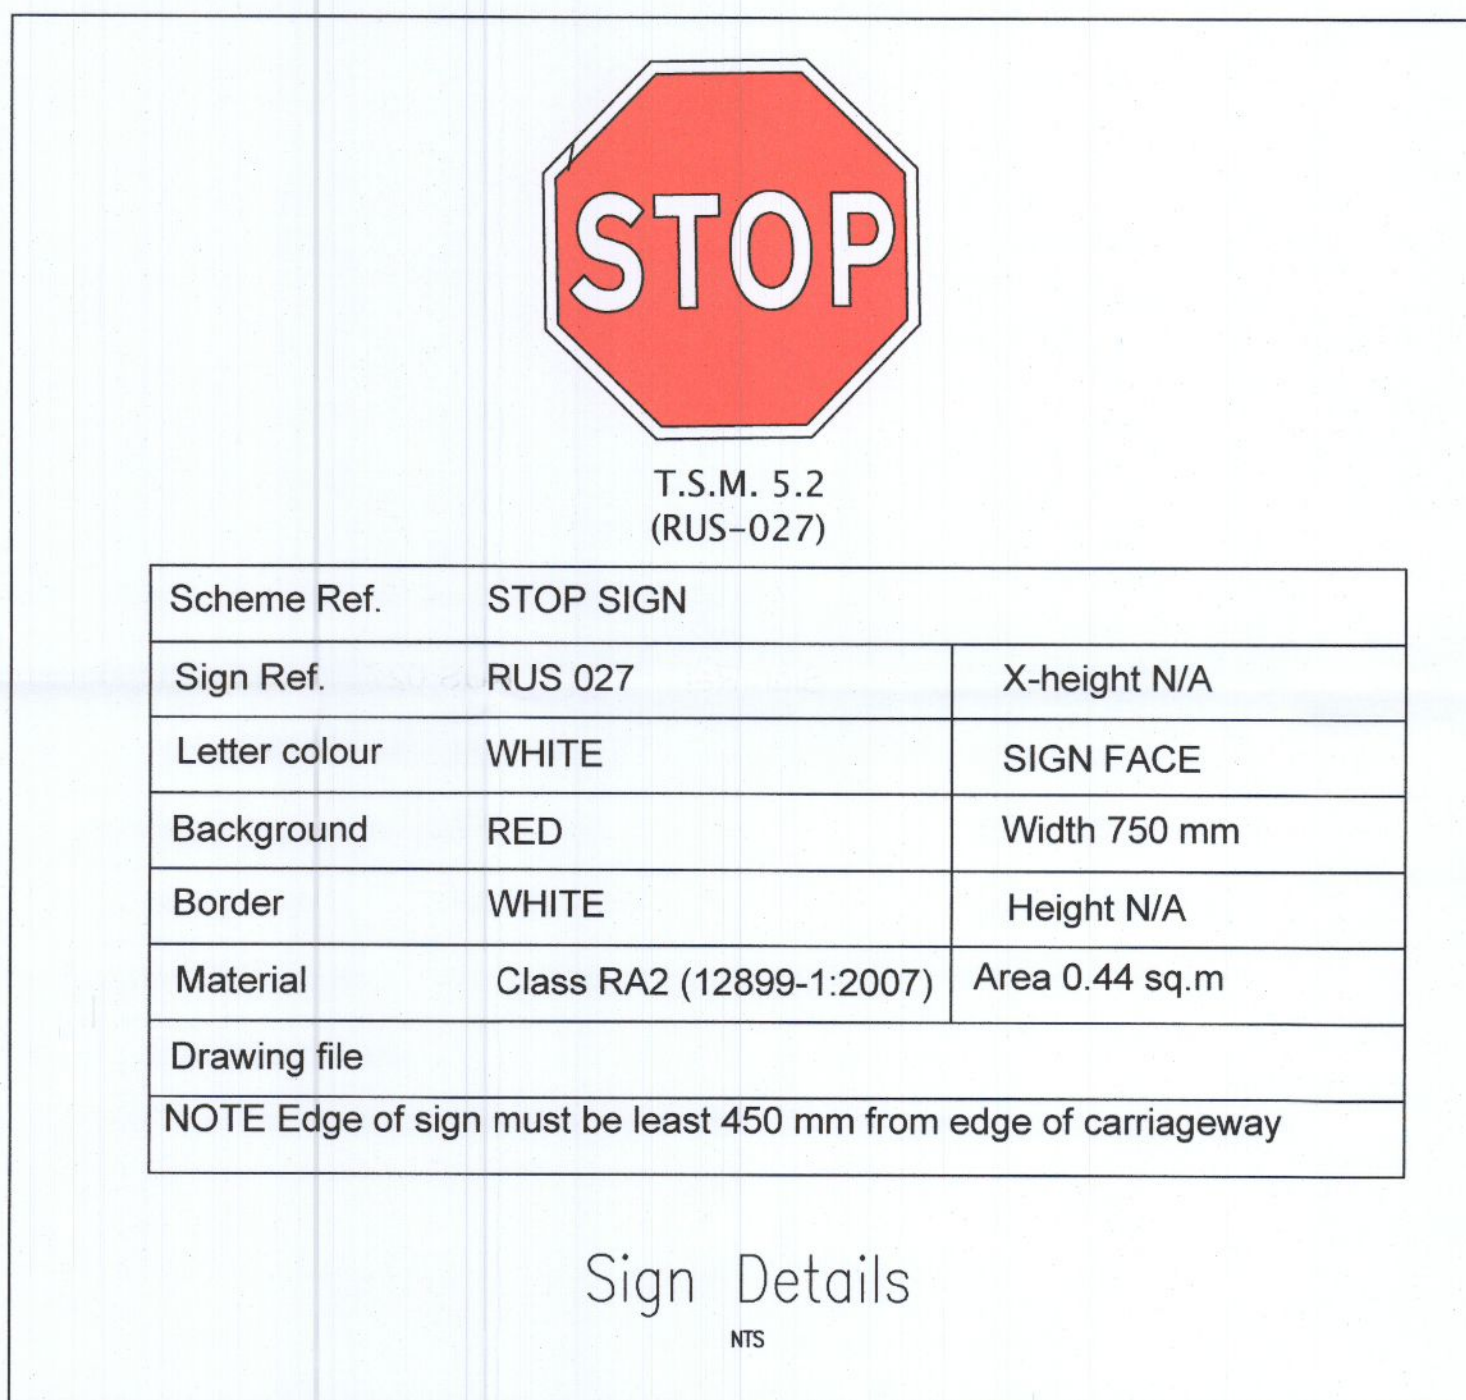 STOP
T.S.M. 5.2
(RUS-027)
Scheme Ref. STOP SIGN
Sign Ref. RUS 027 X-height N/A
Letter colour WHITE SIGN FACE
Background RED Width 750 mm
Border WHITE Height N/A
Material Class RA2 (12899-1:2007) Area 0.44 sq.m
Drawing file
NOTE Edge of sign must be least 450 mm from edge of carriageway
Sign Details
NTS